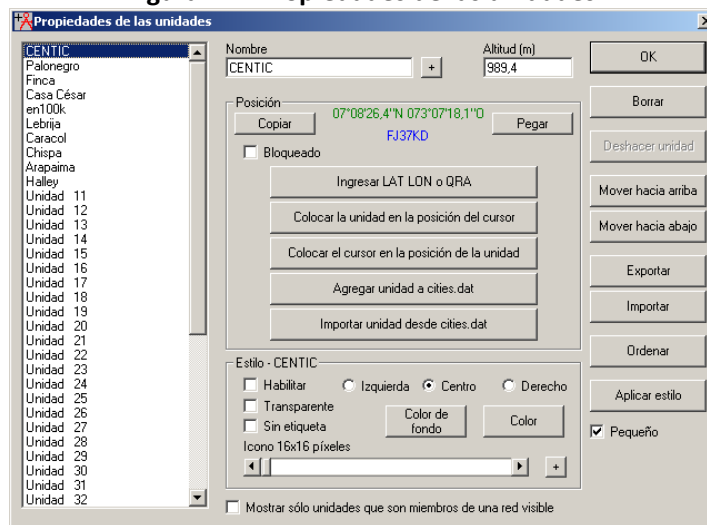 Propiedades de las unidades
CENTIC
Palonegro
Finca
Casa César
en100k
Lebrija
Caracol
Chispa
Arapaima
Halley
Unidad 11
Unidad 12
Unidad 13
Unidad 14
Unidad 15
Unidad 16
Unidad 17
Unidad 18
Unidad 19
Unidad 20
Unidad 21
Unidad 22
Unidad 23
Unidad 24
Unidad 25
Unidad 26
Unidad 27
Unidad 28
Unidad 29
Unidad 30
Unidad 31
Unidad 32
Nombre
CENTIC
+
Altitud (m)
989,4
Posición
Copiar
07°08'26,4"N 073°07'18,1"O
FJ37KD
Pegar
Bloqueado
Ingresar LAT LON o QRA
Colocar la unidad en la posición del cursor
Colocar el cursor en la posición de la unidad
Agregar unidad a cities.dat
Importar unidad desde cities.dat
Estilo - CENTIC
Habilitar
Izquierda
Centro
Derecho
Transparente
Sin etiqueta
Color de
fondo
Color
Icono 16x16 píxeles
+
Mostrar sólo unidades que son miembros de una red visible
OK
Borrar
Deshacer unidad
Mover hacia arriba
Mover hacia abajo
Exportar
Importar
Ordenar
Aplicar estilo
Pequeño